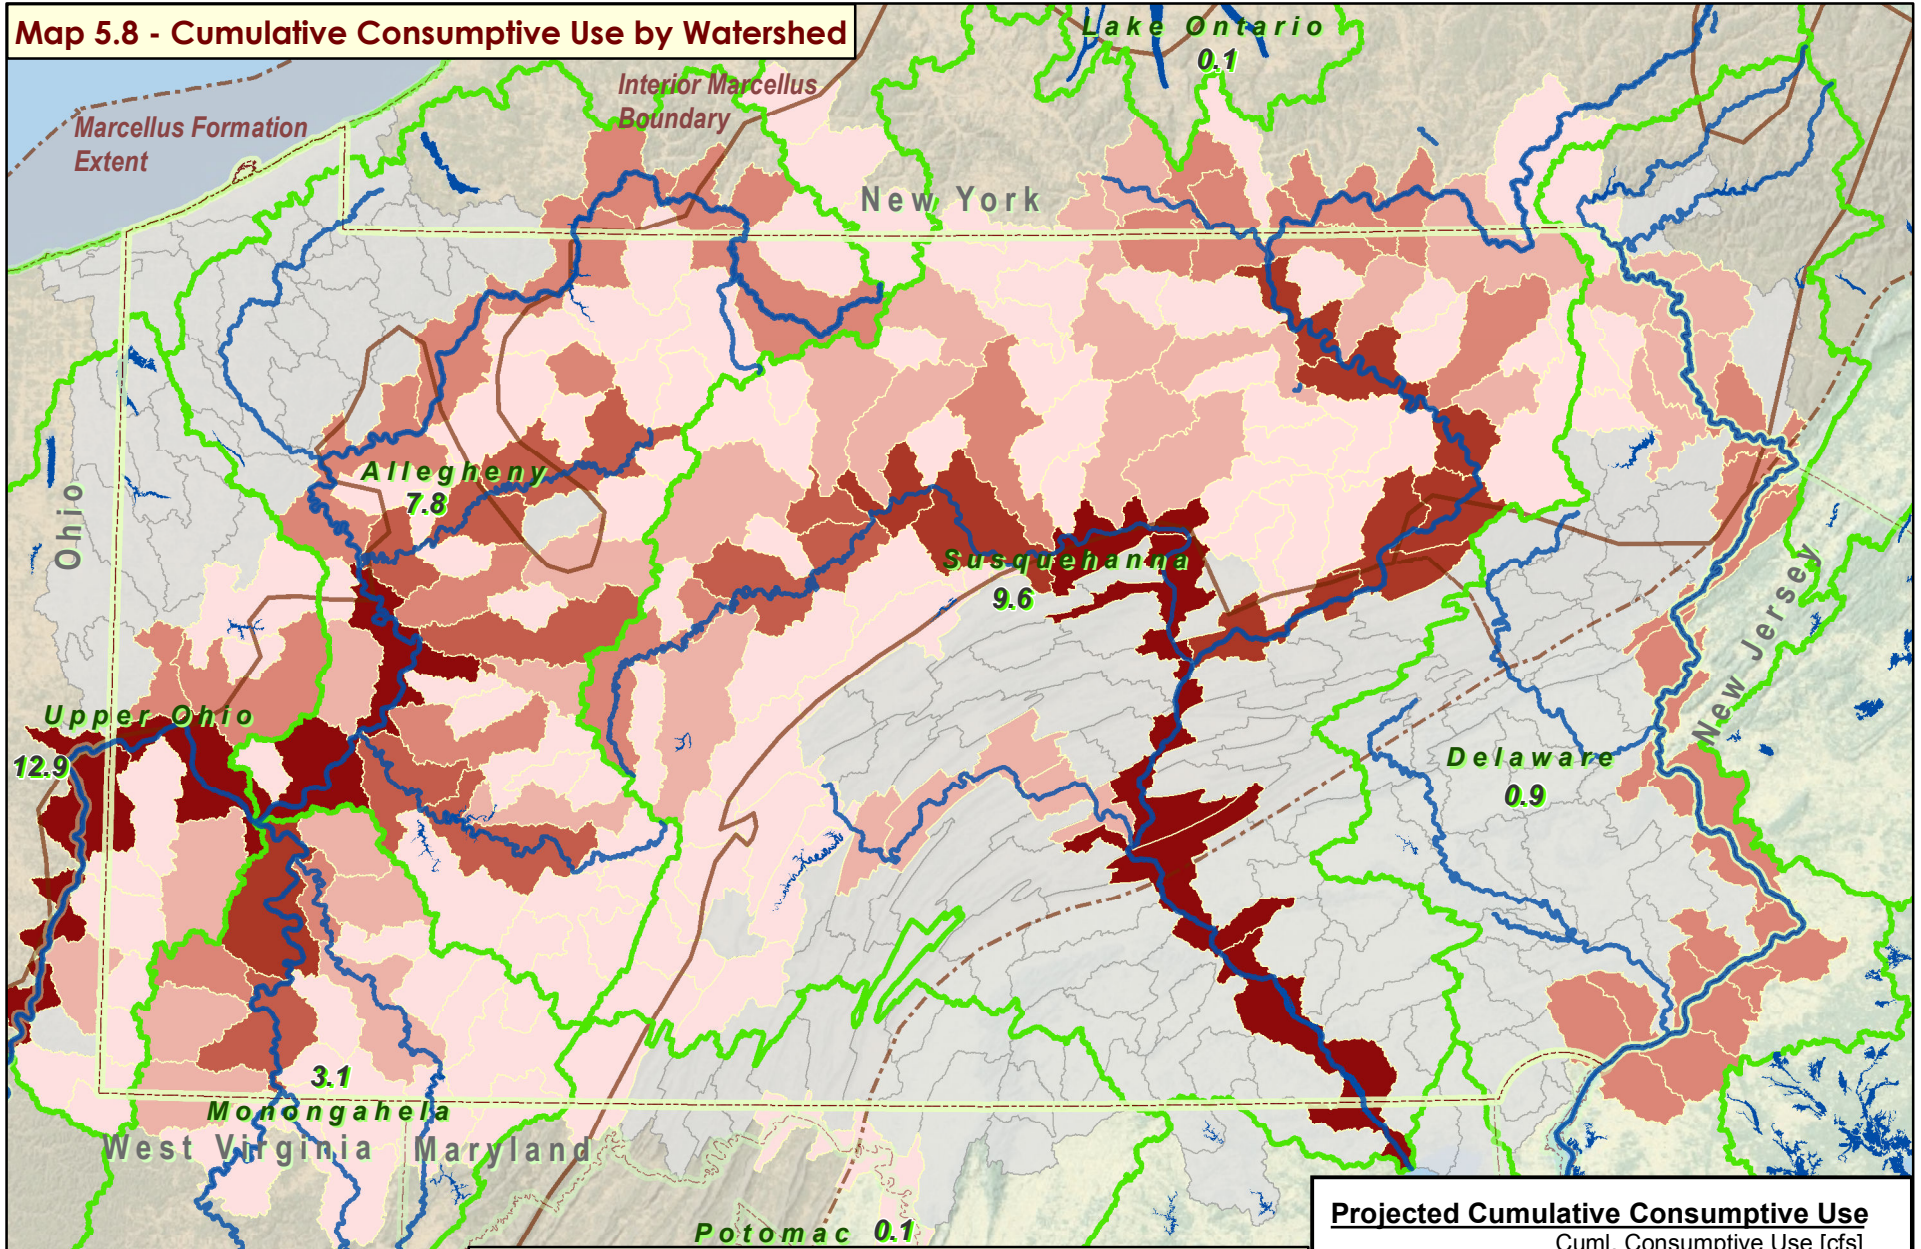 Map 5.8 - Cumulative Consumptive Use by Watershed
Lake Ontario
0.1
Interior Marcellus
Boundary
Marcellus Formation
Extent
New York
Allegheny
7.8
Ohio
Susquehanna
9.6
New Jersey
Upper Ohio
12.9
Delaware
0.9
3.1
Monongahela
West Virginia
Maryland
Potomac 0.1
Projected Cumulative Consumptive Use
Cuml. Consumptive Use [cfs]